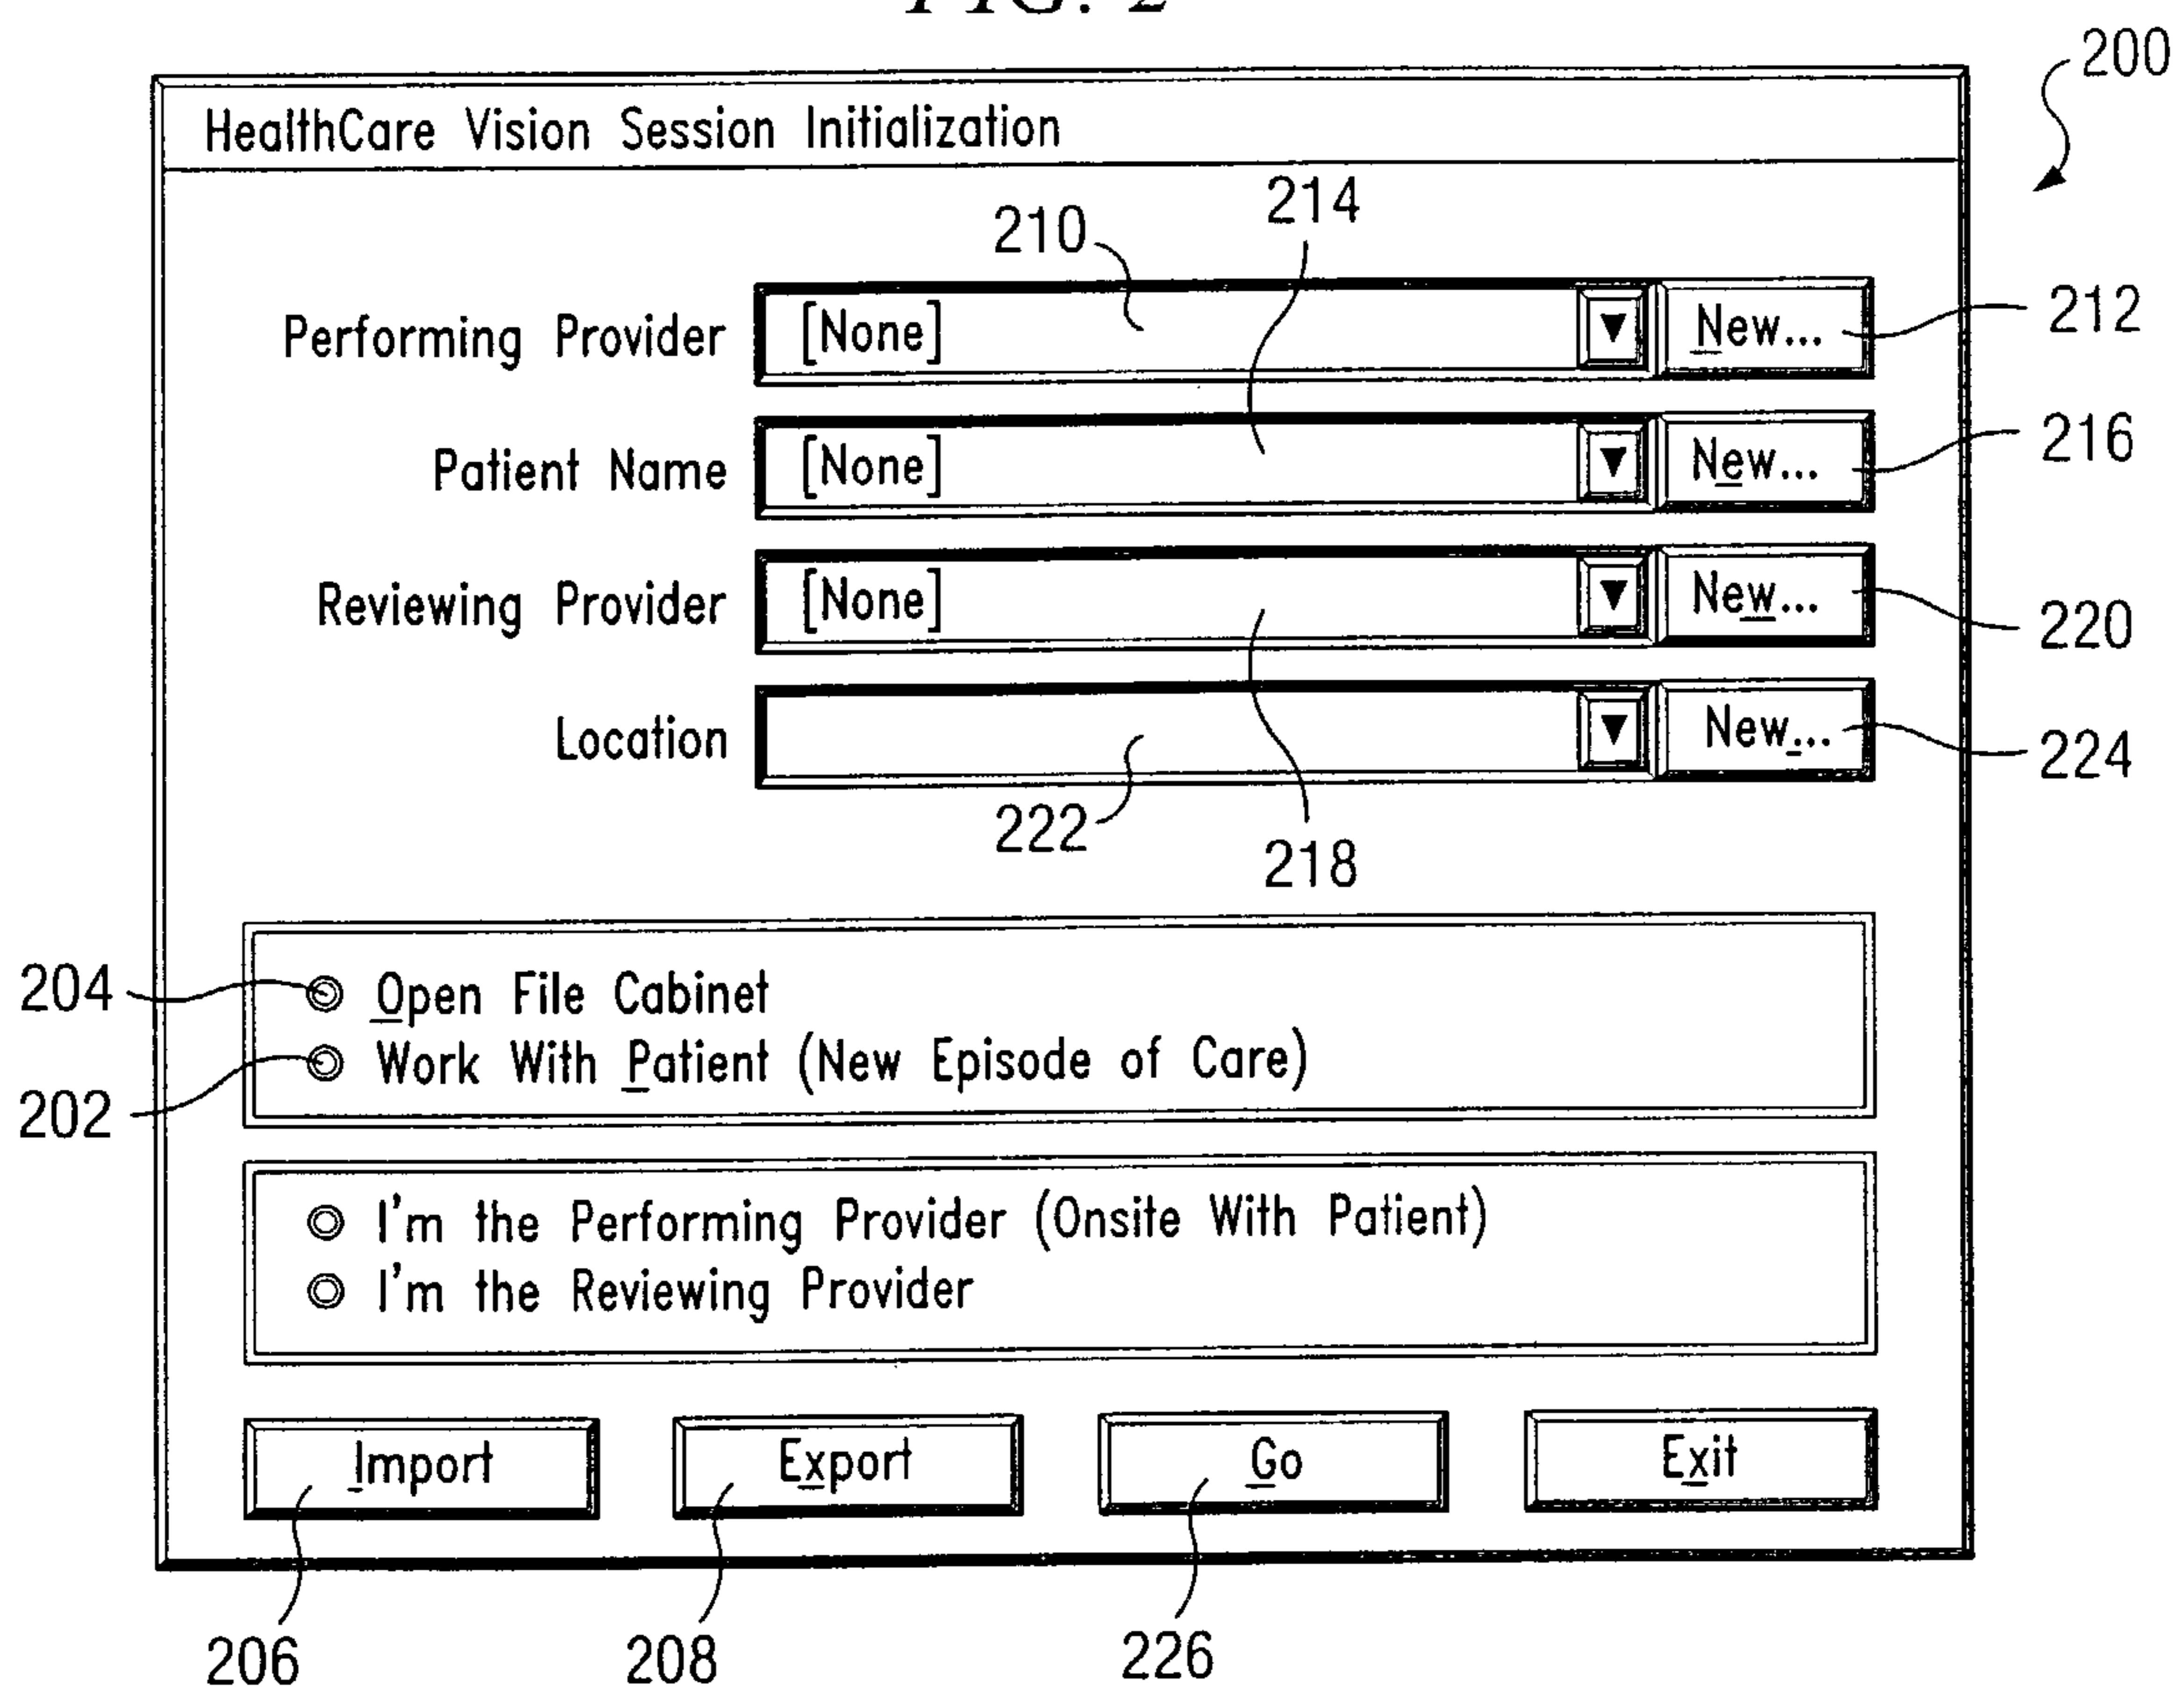 FIG. 2
200
HealthCare Vision Session Initialization
210
214
Performing Provider [None] New... 212
Patient Name [None] New... 216
Reviewing Provider [None] New... 220
Location New... 224
222
218
204 Open File Cabinet
202 Work With Patient (New Episode of Care)
I'm the Performing Provider (Onsite With Patient)
I'm the Reviewing Provider
Import Export Go Exit
206 208 226